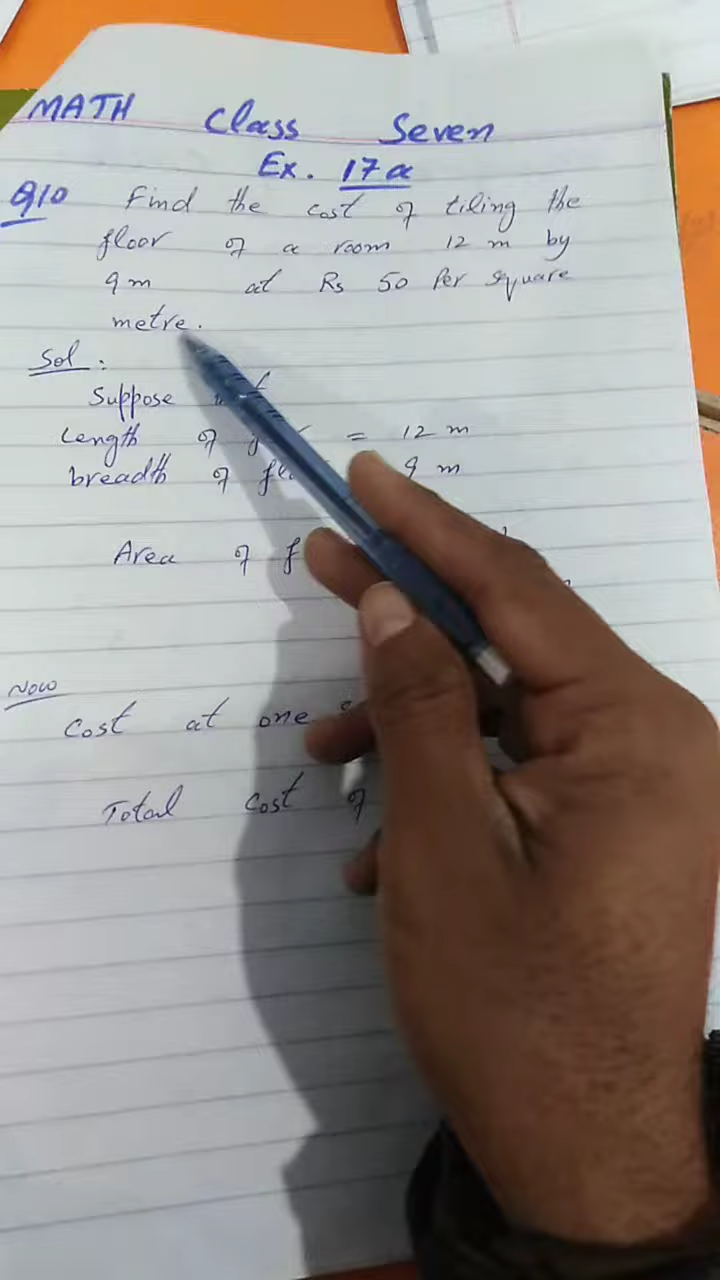 MATH Class Seven
Ex. 17a
Q10 Find the cost of tiling the
floor of a room 12 m by
9 m at Rs 50 Per square
metre.
Sol :
Suppose
Length of = 12 m
breadth of 9 m
Area of
Now
Cost at one
Total cost of